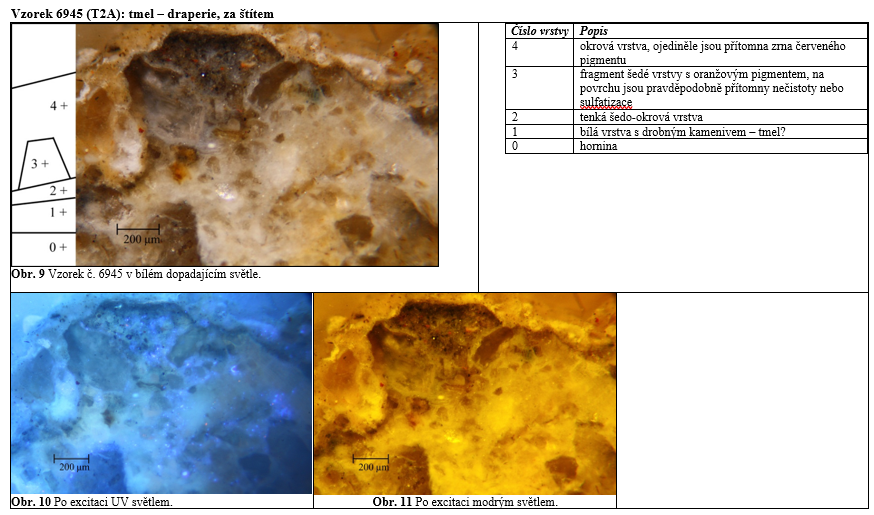 Vzorek 6945 (T2A): tmel – draperie, za štítem
4 +
3 +
2 +
1 +
0 +
200 µm
Obr. 9 Vzorek č. 6945 v bílém dopadajícím světle.
Číslo vrstvy Popis
4 okrová vrstva, ojediněle jsou přítomna zrna červeného
pigmentu
3 fragment šedé vrstvy s oranžovým pigmentem, na
povrchu jsou pravděpodobně přítomny nečistoty nebo
sulfatizace
2 tenká šedo-okrová vrstva
1 bílá vrstva s drobným kamenivem – tmel?
0 hornina
200 µm
Obr. 10 Po excitaci UV světlem.
200 µm
Obr. 11 Po excitaci modrým světlem.